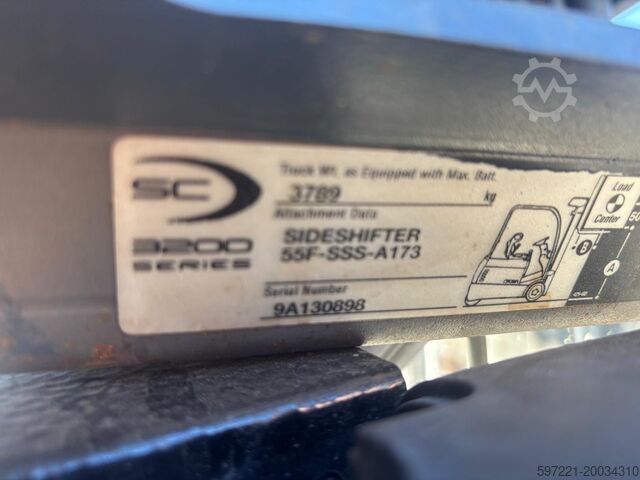 SC
3200
SERIES
Truck Wt. as Equipped with Max. Batt.
3789 kg
Attachment Data
SIDESHIFTER
55F-SSS-A173
Serial Number
9A130898
Load
Center
50
B
A
597221-20034310